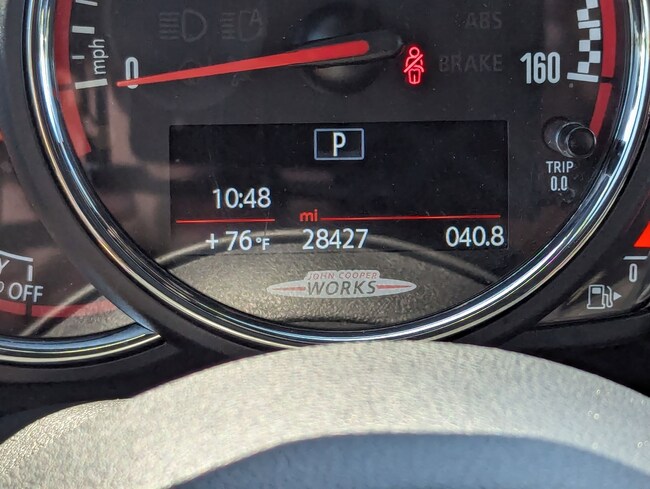 mph
0
ABS
BRAKE
160
P
TRIP
0.0
10:48
mi
+76°F 28427 040.8
JOHN COOPER
WORKS
OFF
0